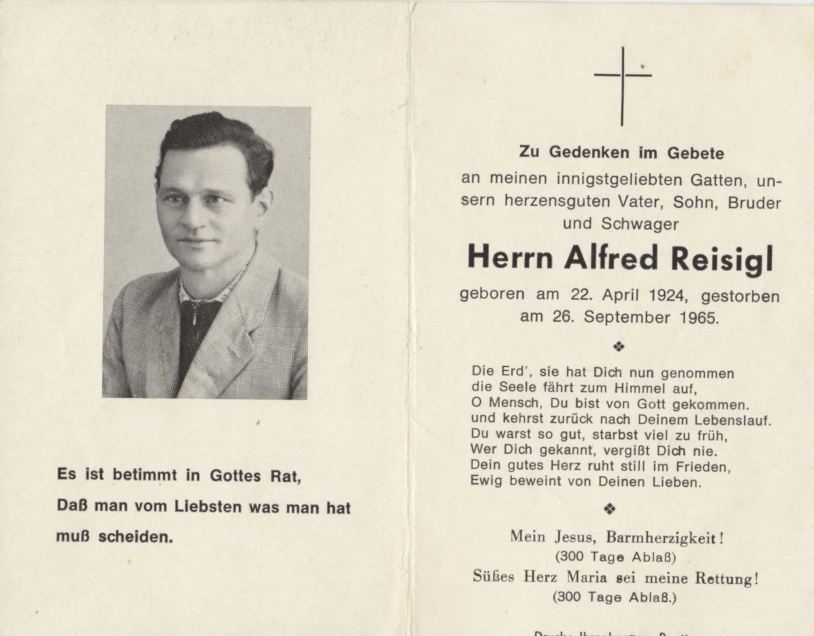 Es ist betimmt in Gottes Rat,
Daß man vom Liebsten was man hat
muß scheiden.
Zu Gedenken im Gebete
an meinen innigstgeliebten Gatten, un-
sern herzensguten Vater, Sohn, Bruder
und Schwager
Herrn Alfred Reisigl
geboren am 22. April 1924, gestorben
am 26. September 1965.
Die Erd', sie hat Dich nun genommen
die Seele fährt zum Himmel auf,
O Mensch, Du bist von Gott gekommen.
und kehrst zurück nach Deinem Lebenslauf.
Du warst so gut, starbst viel zu früh,
Wer Dich gekannt, vergißt Dich nie.
Dein gutes Herz ruht still im Frieden,
Ewig beweint von Deinen Lieben.
Mein Jesus, Barmherzigkeit!
(300 Tage Ablaß)
Süßes Herz Maria sei meine Rettung!
(300 Tage Ablaß.)